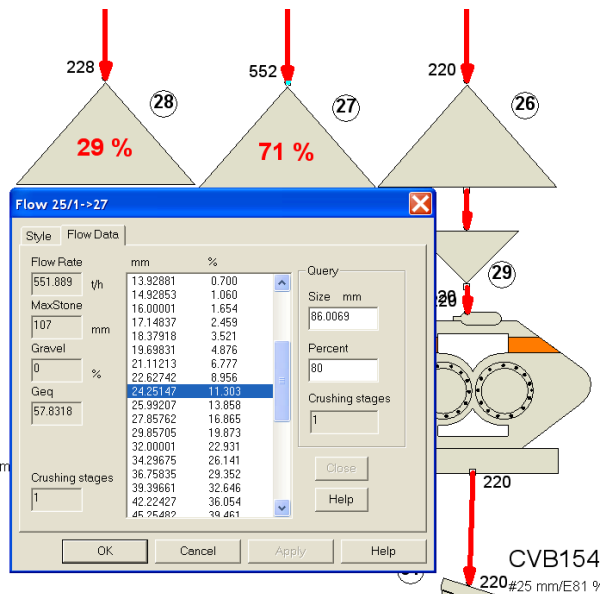 228
552
220
28
27
26
29 %
71 %
Flow 25/1->27
Style
Flow Data
Flow Rate
551.889 t/h
MaxStone
107 mm
Gravel
0 %
Geq
57.8318
Crushing stages
1
mm %
13.92881 0.700
14.92853 1.060
16.00001 1.654
17.14837 2.459
18.37918 3.521
19.69831 4.876
21.11213 6.777
22.62742 8.956
24.25147 11.303
25.99207 13.858
27.85762 16.865
29.85705 19.873
32.00001 22.931
34.29675 26.141
36.75835 29.352
39.39661 32.646
42.22427 36.054
45.25482 39.461
Query
Size mm
86.0069
Percent
80
Crushing stages
1
Close
Help
OK
Cancel
Apply
Help
29
220
CVB154
220
#25 mm/E81 %